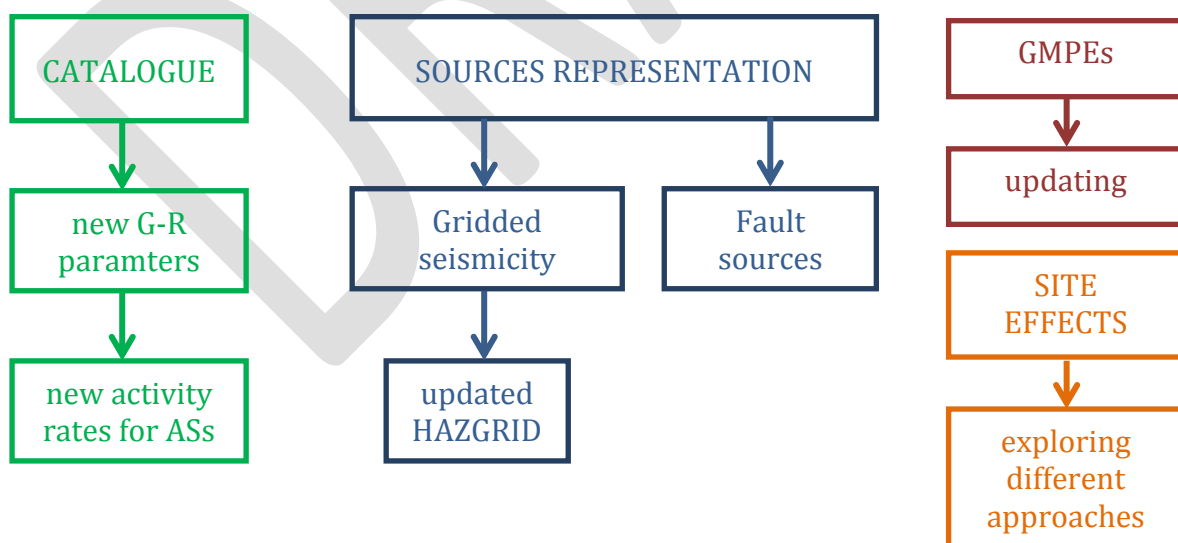 CATALOGUE
new G-R
paramters
new activity
rates for ASs
SOURCES REPRESENTATION
Gridded
seismicity
Fault
sources
updated
HAZGRID
GMPEs
updating
SITE
EFFECTS
exploring
different
approaches